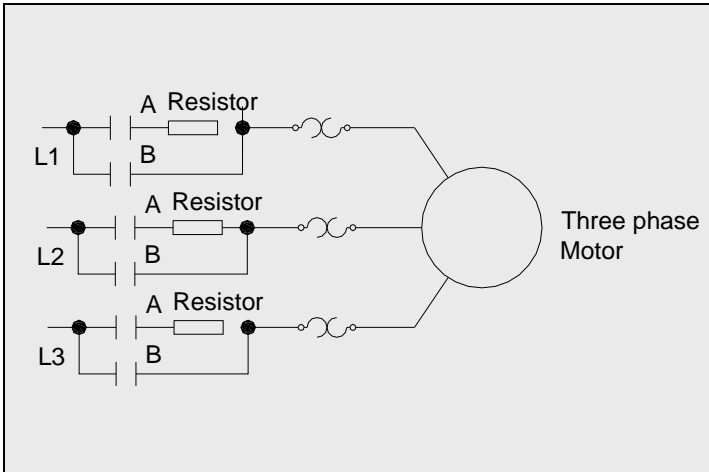 A Resistor
L1
B
A Resistor
L2
B
Three phase
Motor
A Resistor
L3
B